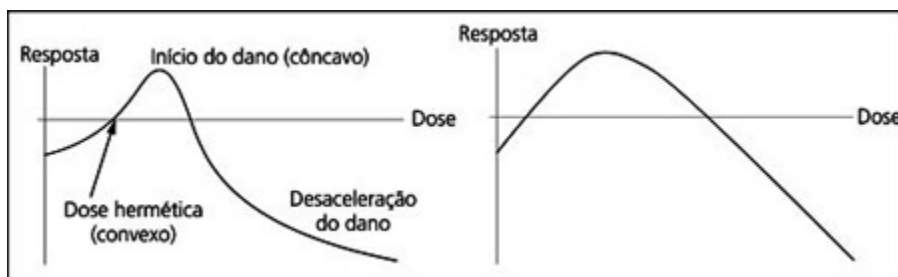 Resposta
Início do dano (côncavo)
Dose
Dose hermética
(convexo)
Desaceleração
do dano
Resposta
Dose